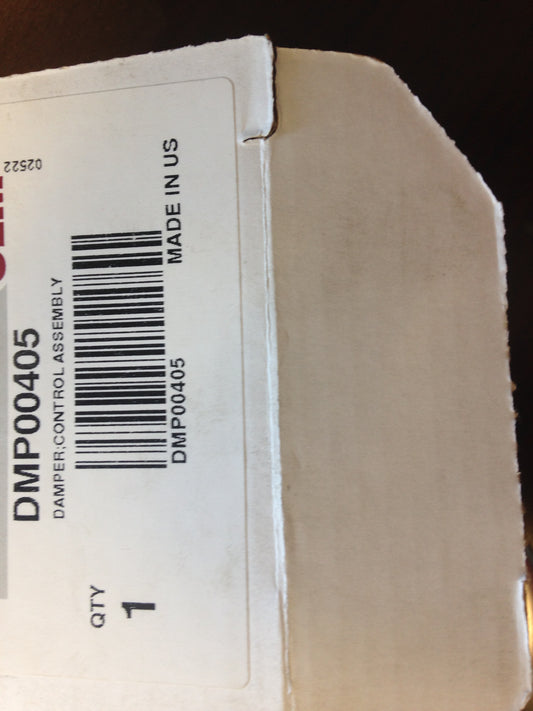 02522
DMP00405
DAMPER;CONTROL ASSEMBLY
DMP00405
MADE IN US
QTY
1